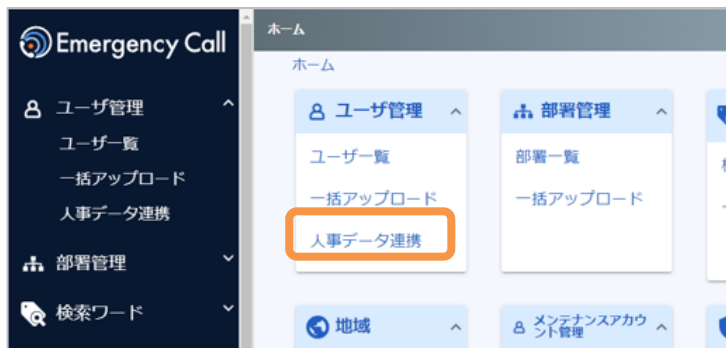 Emergency Call
ユーザ管理
ユーザ一覧
一括アップロード
人事データ連携
部署管理
検索ワード
ホーム
ホーム
ユーザ管理
ユーザ一覧
一括アップロード
人事データ連携
部署管理
部署一覧
一括アップロード
地域
メンテナンスアカウ
ント管理